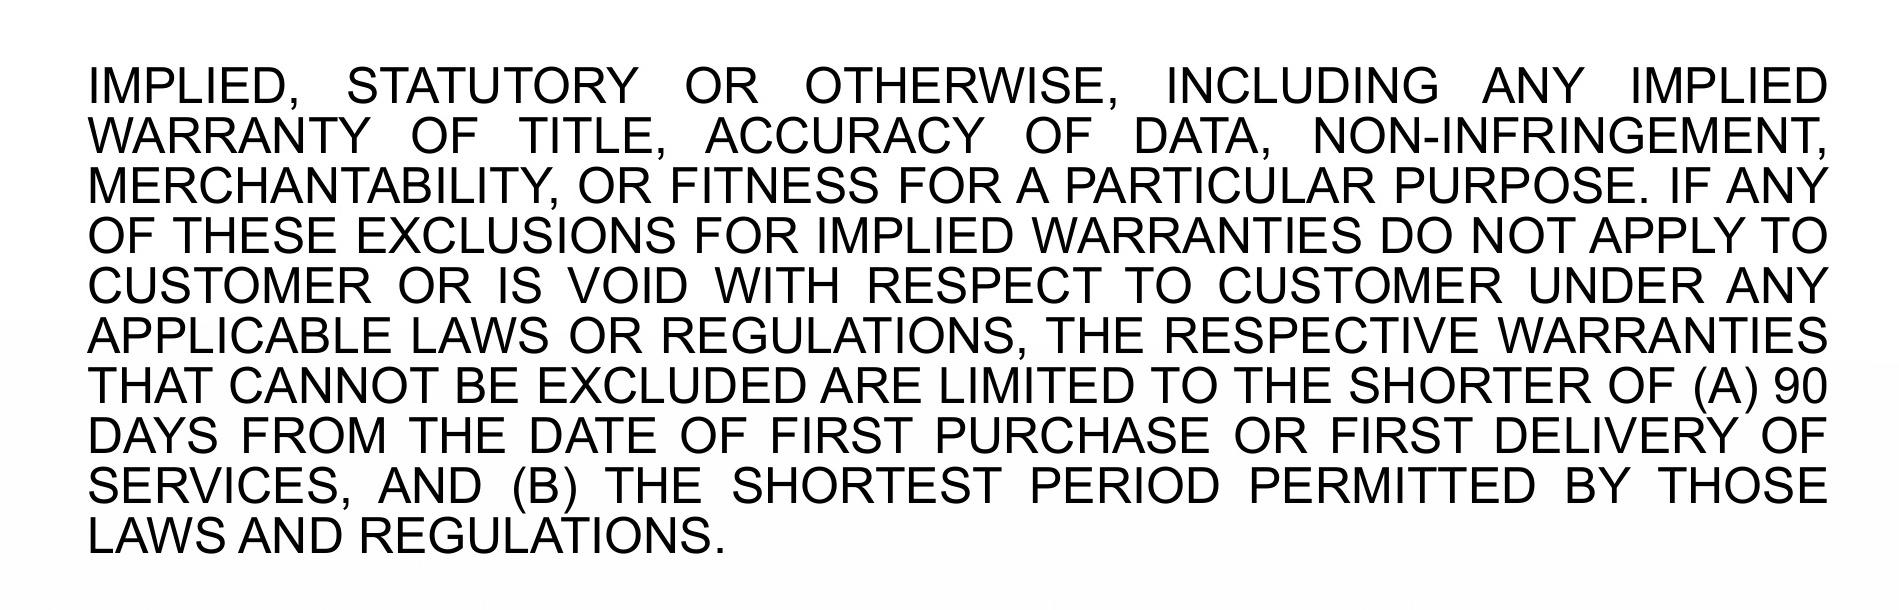 IMPLIED, STATUTORY OR OTHERWISE, INCLUDING ANY IMPLIED
WARRANTY OF TITLE, ACCURACY OF DATA, NON-INFRINGEMENT,
MERCHANTABILITY, OR FITNESS FOR A PARTICULAR PURPOSE. IF ANY
OF THESE EXCLUSIONS FOR IMPLIED WARRANTIES DO NOT APPLY TO
CUSTOMER OR IS VOID WITH RESPECT TO CUSTOMER UNDER ANY
APPLICABLE LAWS OR REGULATIONS, THE RESPECTIVE WARRANTIES
THAT CANNOT BE EXCLUDED ARE LIMITED TO THE SHORTER OF (A) 90
DAYS FROM THE DATE OF FIRST PURCHASE OR FIRST DELIVERY OF
SERVICES, AND (B) THE SHORTEST PERIOD PERMITTED BY THOSE
LAWS AND REGULATIONS.